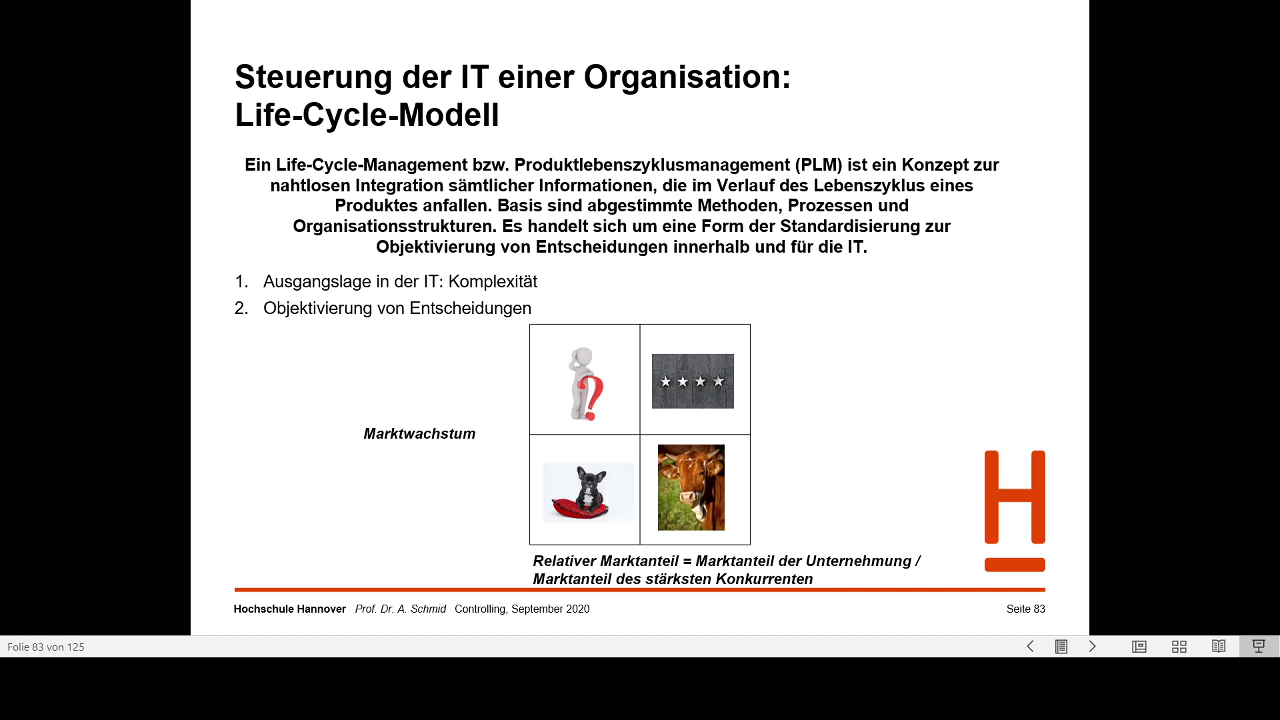 Steuerung der IT einer Organisation:
Life-Cycle-Modell
Ein Life-Cycle-Management bzw. Produktlebenszyklusmanagement (PLM) ist ein Konzept zur
nahtlosen Integration sämtlicher Informationen, die im Verlauf des Lebenszyklus eines
Produktes anfallen. Basis sind abgestimmte Methoden, Prozessen und
Organisationsstrukturen. Es handelt sich um eine Form der Standardisierung zur
Objektivierung von Entscheidungen innerhalb und für die IT.
1. Ausgangslage in der IT: Komplexität
2. Objektivierung von Entscheidungen
Marktwachstum
Relativer Marktanteil = Marktanteil der Unternehmung /
Marktanteil des stärksten Konkurrenten
Hochschule Hannover Prof. Dr. A. Schmid Controlling, September 2020 Seite 83
Folie 83 von 125